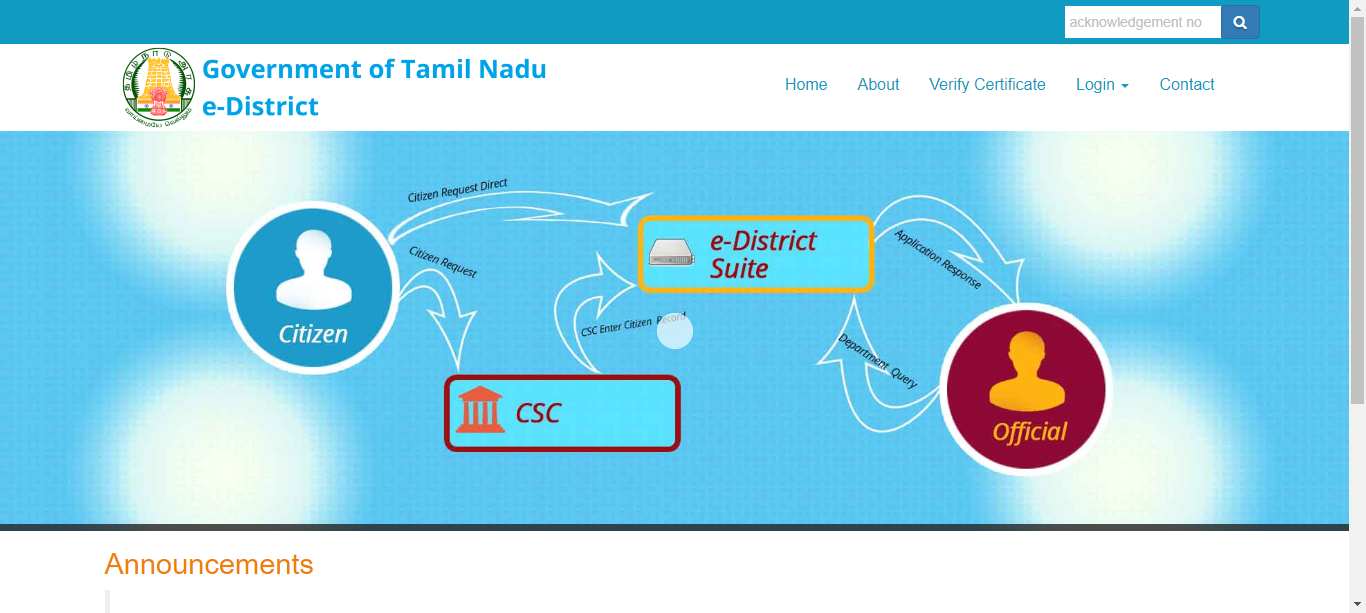 acknowledgement no
Government of Tamil Nadu
e-District
Home About Verify Certificate Login Contact
Citizen Request Direct
Citizen Request
e-District
Suite
Application Response
CSC Enter Citizen Record
Citizen
Department Query
CSC
Official
Announcements